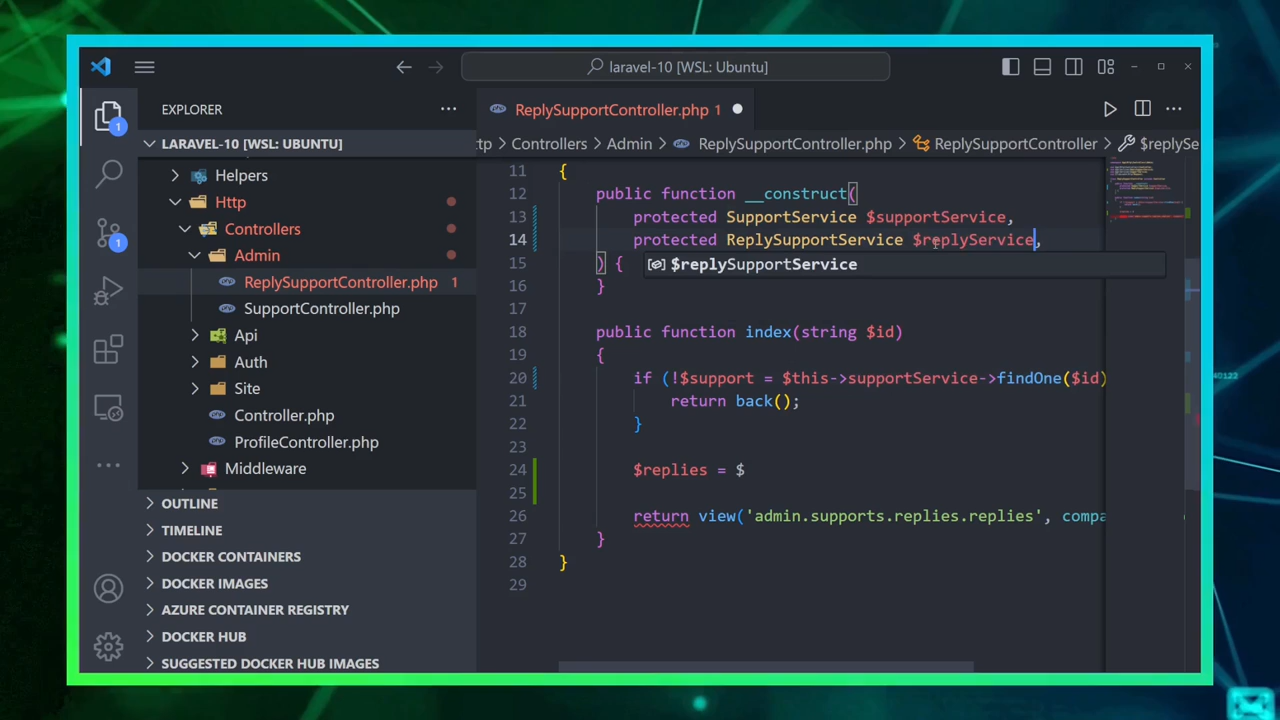 laravel-10 [WSL: Ubuntu]
EXPLORER
LARAVEL-10 [WSL: UBUNTU]
Helpers
Http
Controllers
Admin
ReplySupportController.php 1
SupportController.php
Api
Auth
Site
Controller.php
ProfileController.php
Middleware
OUTLINE
TIMELINE
DOCKER CONTAINERS
DOCKER IMAGES
AZURE CONTAINER REGISTRY
DOCKER HUB
SUGGESTED DOCKER HUB IMAGES
1
1
ReplySupportController.php 1
ttp > Controllers > Admin > ReplySupportController.php > ReplySupportController > $replySe
11 {
12 public function __construct(
13 protected SupportService $supportService,
14 protected ReplySupportService $replyService,
$replySupportService
15 ) {
16 }
17
18 public function index(string $id)
19 {
20 if (!$support = $this->supportService->findOne($id)
21 return back();
22 }
23
24 $replies = $
25
26 return view('admin.supports.replies.replies', compa
27 }
28 }
29
40122